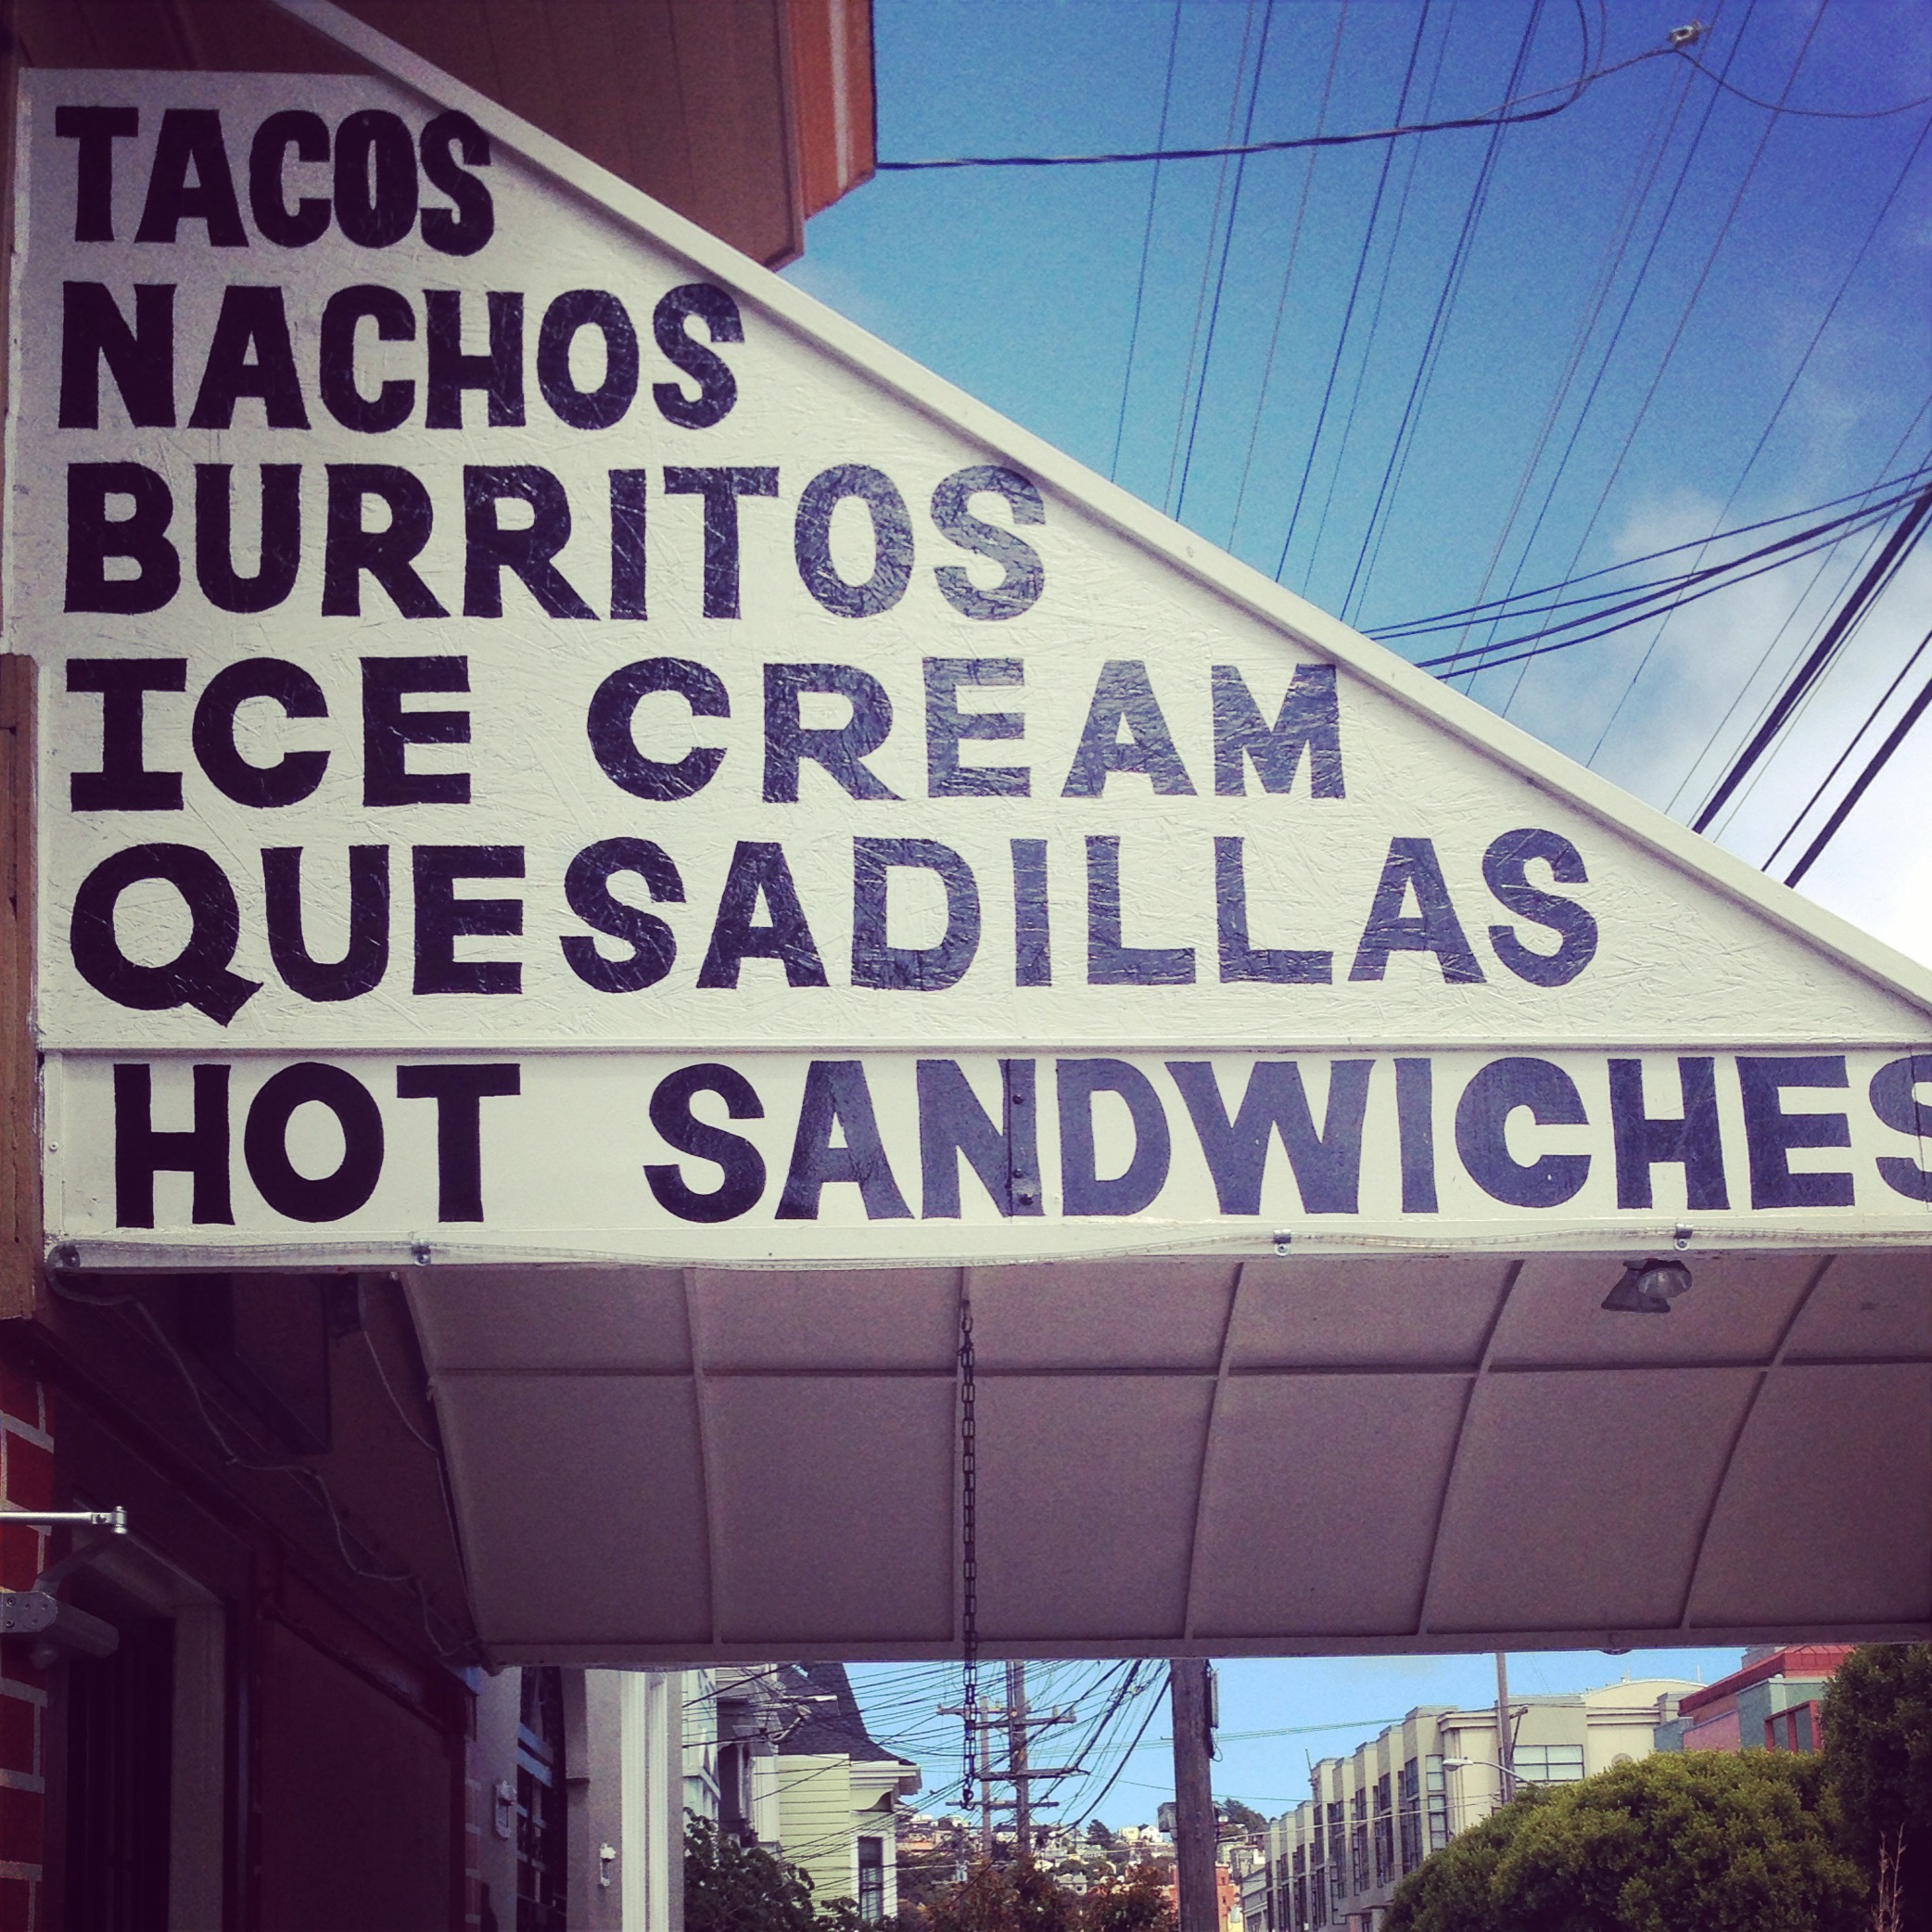 TACOS
NACHOS
BURRITOS
ICE CREAM
QUESADILLAS
HOT SANDWICHES